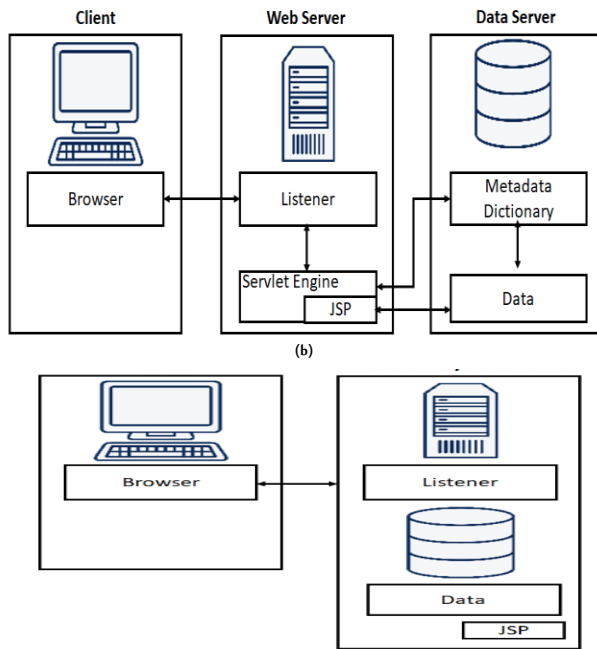 Client
Web Server
Data Server
Browser
Listener
Metadata
Dictionary
Servlet Engine
JSP
Data
(b)
Browser
Listener
Data
JSP